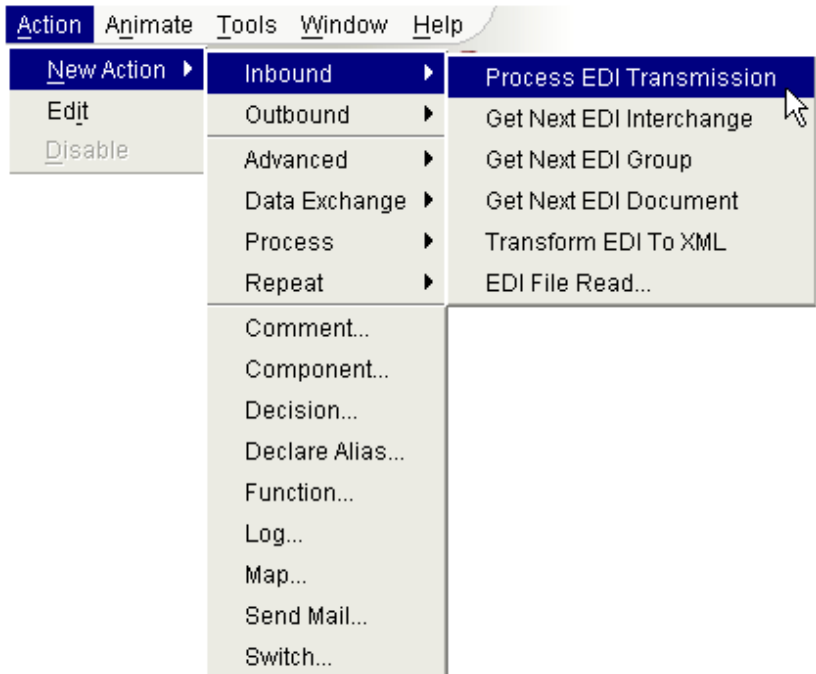 Action Animate Tools Window Help
New Action
Edit
Disable
Inbound
Outbound
Advanced
Data Exchange
Process
Repeat
Comment...
Component...
Decision...
Declare Alias...
Function...
Log...
Map...
Send Mail...
Switch...
Process EDI Transmission
Get Next EDI Interchange
Get Next EDI Group
Get Next EDI Document
Transform EDI To XML
EDI File Read...